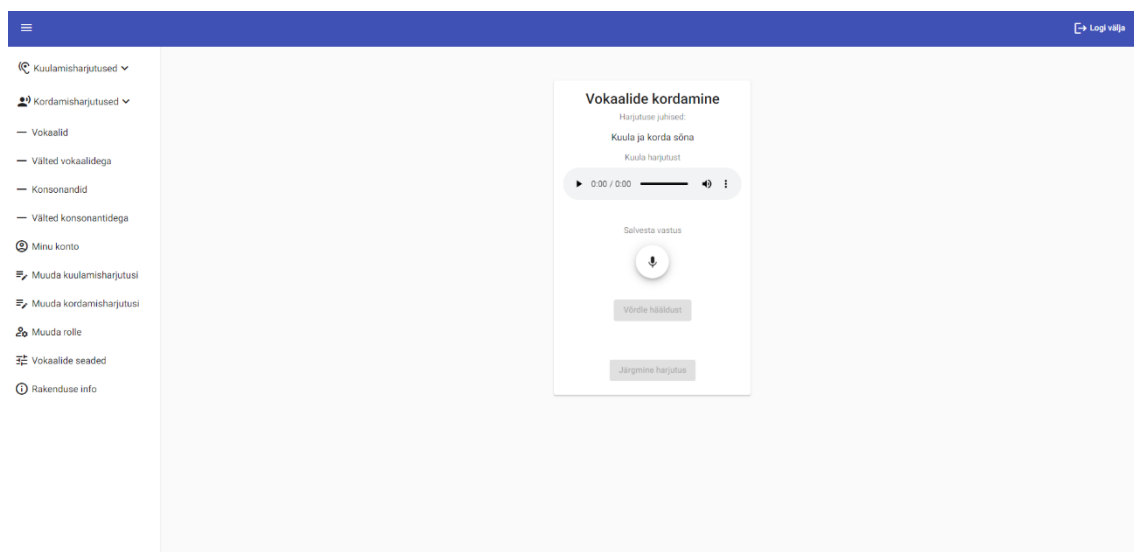 Logi välja
Kuulamisharjutused
Kordamisharjutused
Vokaalid
Välted vokaalidega
Konsonandid
Välted konsonantidega
Minu konto
Muuda kuulamisharjutusi
Muuda kordamisharjutusi
Muuda rolle
Vokaalide seaded
Rakenduse info
Vokaalide kordamine
Harjutuse juhised:
Kuula ja korda sõna
Kuula harjutust
0:00 / 0:00
Salvesta vastus
Võrdle hääldust
Järgmine harjutus